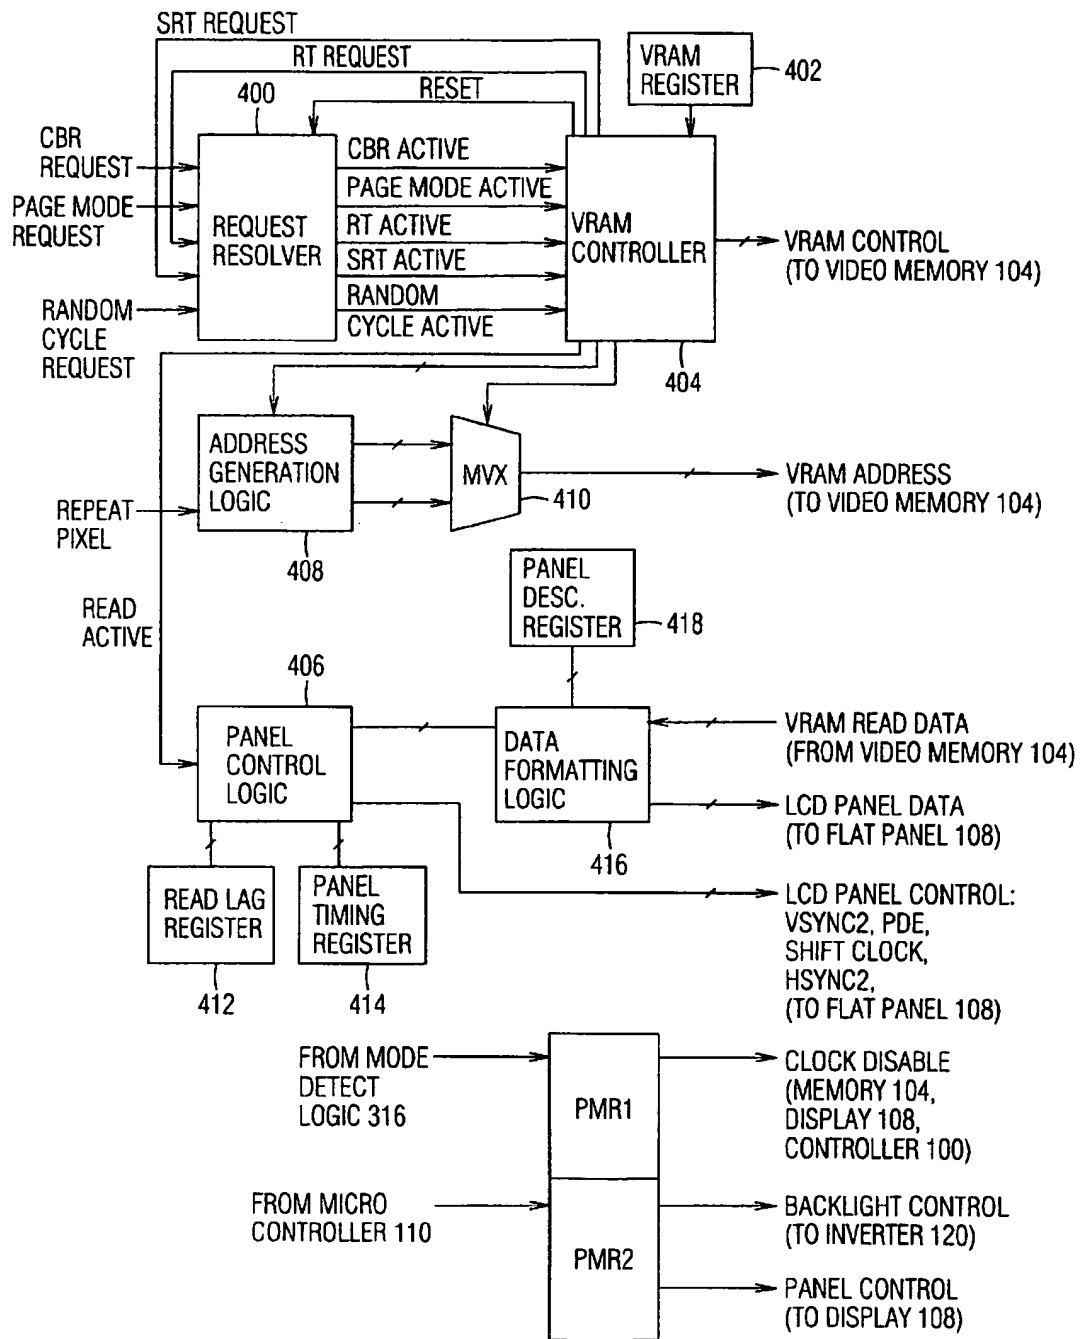 SRT REQUEST
RT REQUEST
RESET
400
VRAM
REGISTER
402
CBR
REQUEST
PAGE MODE
REQUEST
RANDOM
CYCLE
REQUEST
REQUEST
RESOLVER
CBR ACTIVE
PAGE MODE ACTIVE
RT ACTIVE
SRT ACTIVE
RANDOM
CYCLE ACTIVE
VRAM
CONTROLLER
404
VRAM CONTROL
(TO VIDEO MEMORY 104)
ADDRESS
GENERATION
LOGIC
408
MVX
410
VRAM ADDRESS
(TO VIDEO MEMORY 104)
REPEAT
PIXEL
READ
ACTIVE
PANEL
DESC.
REGISTER
418
406
PANEL
CONTROL
LOGIC
DATA
FORMATTING
LOGIC
416
VRAM READ DATA
(FROM VIDEO MEMORY 104)
LCD PANEL DATA
(TO FLAT PANEL 108)
READ LAG
REGISTER
412
PANEL
TIMING
REGISTER
414
LCD PANEL CONTROL:
VSYNC2, PDE,
SHIFT CLOCK,
HSYNC2,
(TO FLAT PANEL 108)
FROM MODE
DETECT
LOGIC 316
PMR1
CLOCK DISABLE
(MEMORY 104,
DISPLAY 108,
CONTROLLER 100)
FROM MICRO
CONTROLLER 110
PMR2
BACKLIGHT CONTROL
(TO INVERTER 120)
PANEL CONTROL
(TO DISPLAY 108)